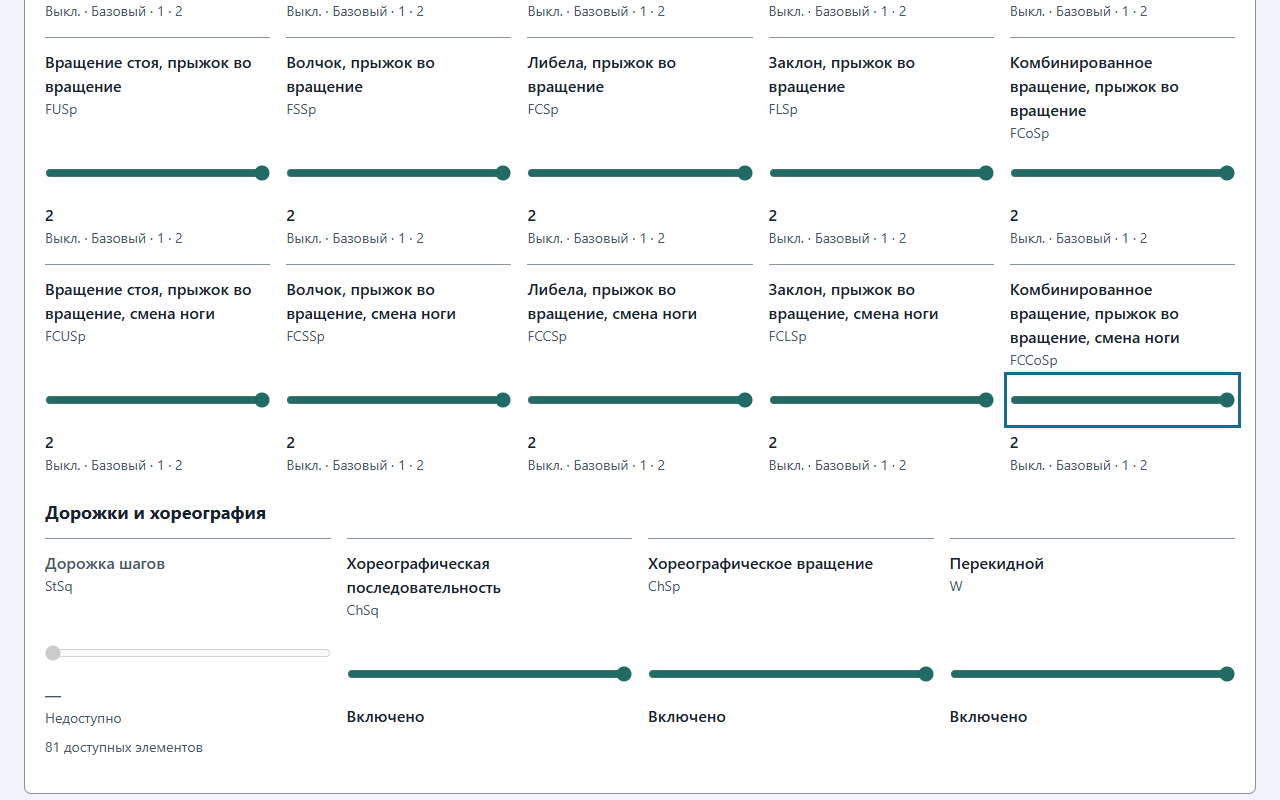 Выкл. · Базовый · 1 · 2
Выкл. · Базовый · 1 · 2
Выкл. · Базовый · 1 · 2
Выкл. · Базовый · 1 · 2
Выкл. · Базовый · 1 · 2
Вращение стоя, прыжок во
вращение
FUSp
2
Выкл. · Базовый · 1 · 2
Волчок, прыжок во
вращение
FSSp
2
Выкл. · Базовый · 1 · 2
Либела, прыжок во
вращение
FCSp
2
Выкл. · Базовый · 1 · 2
Заклон, прыжок во
вращение
FLSp
2
Выкл. · Базовый · 1 · 2
Комбинированное
вращение, прыжок во
вращение
FCoSp
2
Выкл. · Базовый · 1 · 2
Вращение стоя, прыжок во
вращение, смена ноги
FCUSp
2
Выкл. · Базовый · 1 · 2
Волчок, прыжок во
вращение, смена ноги
FCSSp
2
Выкл. · Базовый · 1 · 2
Либела, прыжок во
вращение, смена ноги
FCCSp
2
Выкл. · Базовый · 1 · 2
Заклон, прыжок во
вращение, смена ноги
FCLSp
2
Выкл. · Базовый · 1 · 2
Комбинированное
вращение, прыжок во
вращение, смена ноги
FCCoSp
2
Выкл. · Базовый · 1 · 2
Дорожки и хореография
Дорожка шагов
StSq
—
Недоступно
Хореографическая
последовательность
ChSq
Включено
Хореографическое вращение
ChSp
Включено
Перекидной
W
Включено
81 доступных элементов